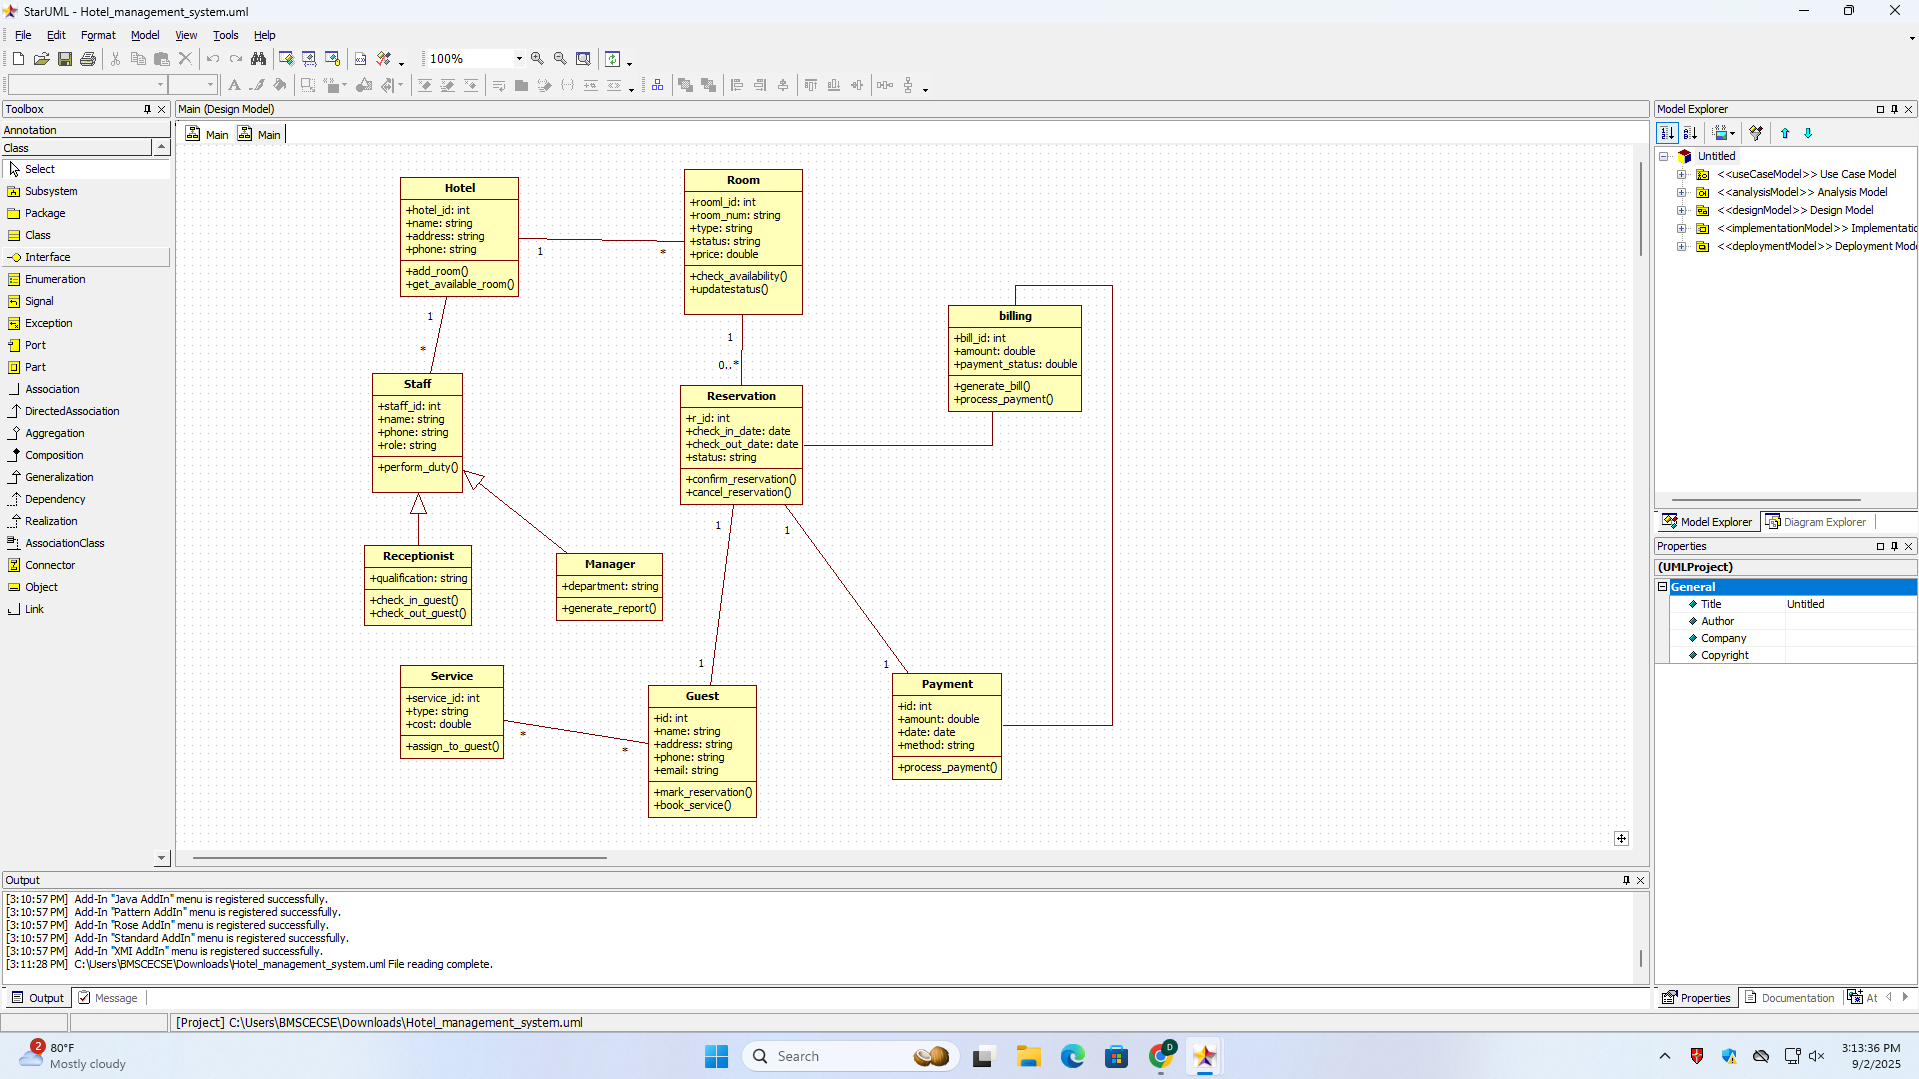 StarUML - Hotel_management_system.uml
File Edit Format Model View Tools Help
100%
Toolbox
Annotation
Class
Select
Subsystem
Package
Class
Interface
Enumeration
Signal
Exception
Port
Part
Association
DirectedAssociation
Aggregation
Composition
Generalization
Dependency
Realization
AssociationClass
Connector
Object
Link
Main (Design Model)
Main Main
Hotel
+hotel_id: int
+name: string
+address: string
+phone: string
+add_room()
+get_available_room()
1
*
Room
+rooml_id: int
+room_num: string
+type: string
+status: string
+price: double
+check_availability()
+updatestatus()
1
*
1
0..*
billing
+bill_id: int
+amount: double
+payment_status: double
+generate_bill()
+process_payment()
Staff
+staff_id: int
+name: string
+phone: string
+role: string
+perform_duty()
Reservation
+r_id: int
+check_in_date: date
+check_out_date: date
+status: string
+confirm_reservation()
+cancel_reservation()
1
1
Receptionist
+qualification: string
+check_in_guest()
+check_out_guest()
Manager
+department: string
+generate_report()
1
1
Service
+service_id: int
+type: string
+cost: double
+assign_to_guest()
*
*
Guest
+id: int
+name: string
+address: string
+phone: string
+email: string
+mark_reservation()
+book_service()
Payment
+id: int
+amount: double
+date: date
+method: string
+process_payment()
Model Explorer
Untitled
<<useCaseModel>> Use Case Model
<<analysisModel>> Analysis Model
<<designModel>> Design Model
<<implementationModel>> Implementatic
<<deploymentModel>> Deployment Mode
Model Explorer Diagram Explorer
Properties
(UMLProject)
General
Title Untitled
Author
Company
Copyright
Properties Documentation At
Output
[3:10:57 PM] Add-In "Java AddIn" menu is registered successfully.
[3:10:57 PM] Add-In "Pattern AddIn" menu is registered successfully.
[3:10:57 PM] Add-In "Rose AddIn" menu is registered successfully.
[3:10:57 PM] Add-In "Standard AddIn" menu is registered successfully.
[3:10:57 PM] Add-In "XMI AddIn" menu is registered successfully.
[3:11:28 PM] C:\Users\BMSCECSE\Downloads\Hotel_management_system.uml File reading complete.
Output Message
[Project] C:\Users\BMSCECSE\Downloads\Hotel_management_system.uml
2
80°F
Mostly cloudy
Search
D
3:13:36 PM
9/2/2025